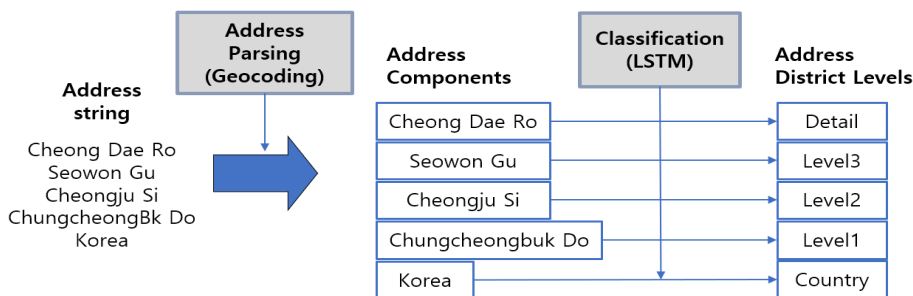 Address
Parsing
(Geocoding)
Address
string
Cheong Dae Ro
Seowon Gu
Cheongju Si
ChungcheongBk Do
Korea
Address
Components
Cheong Dae Ro
Seowon Gu
Cheongju Si
Chungcheongbuk Do
Korea
Classification
(LSTM)
Address
District Levels
Detail
Level3
Level2
Level1
Country